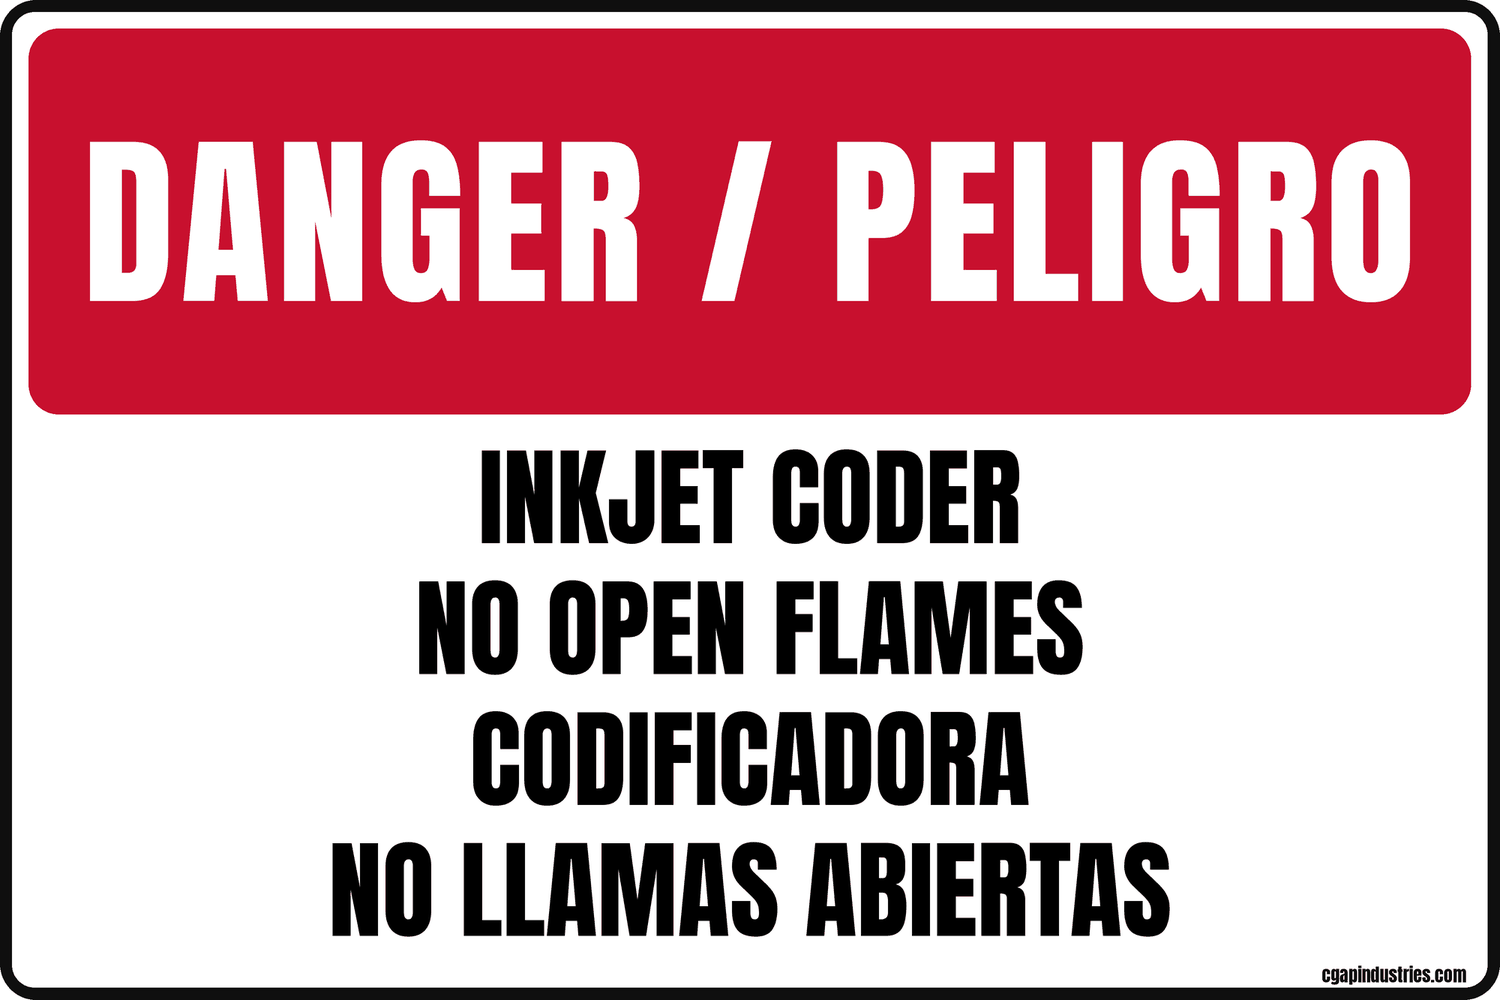 DANGER / PELIGRO
INKJET CODER
NO OPEN FLAMES
CODIFICADORA
NO LLAMAS ABIERTAS
cgapindustries.com